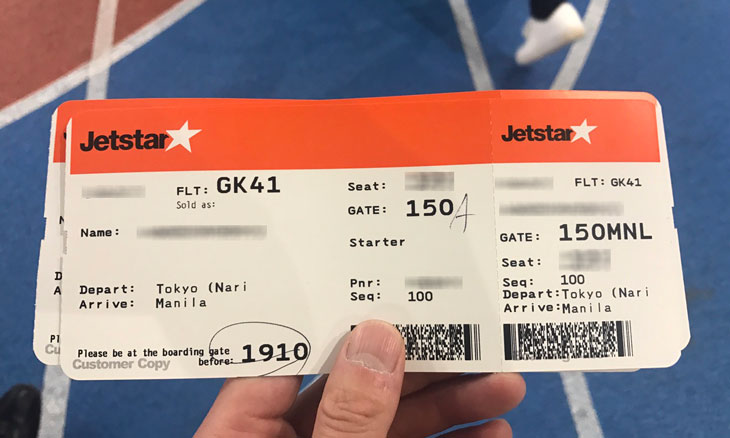 Jetstar
FLT: GK41
Sold as:
Name:
Depart: Tokyo (Nari
Arrive: Manila
Please be at the boarding gate
before: 1910
Customer Copy
Seat:
GATE: 150A
Starter
Pnr:
Seq: 100
Jetstar
FLT: GK41
GATE: 150MNL
Seat:
Seq: 100
Depart:Tokyo (Nari
Arrive:Manila